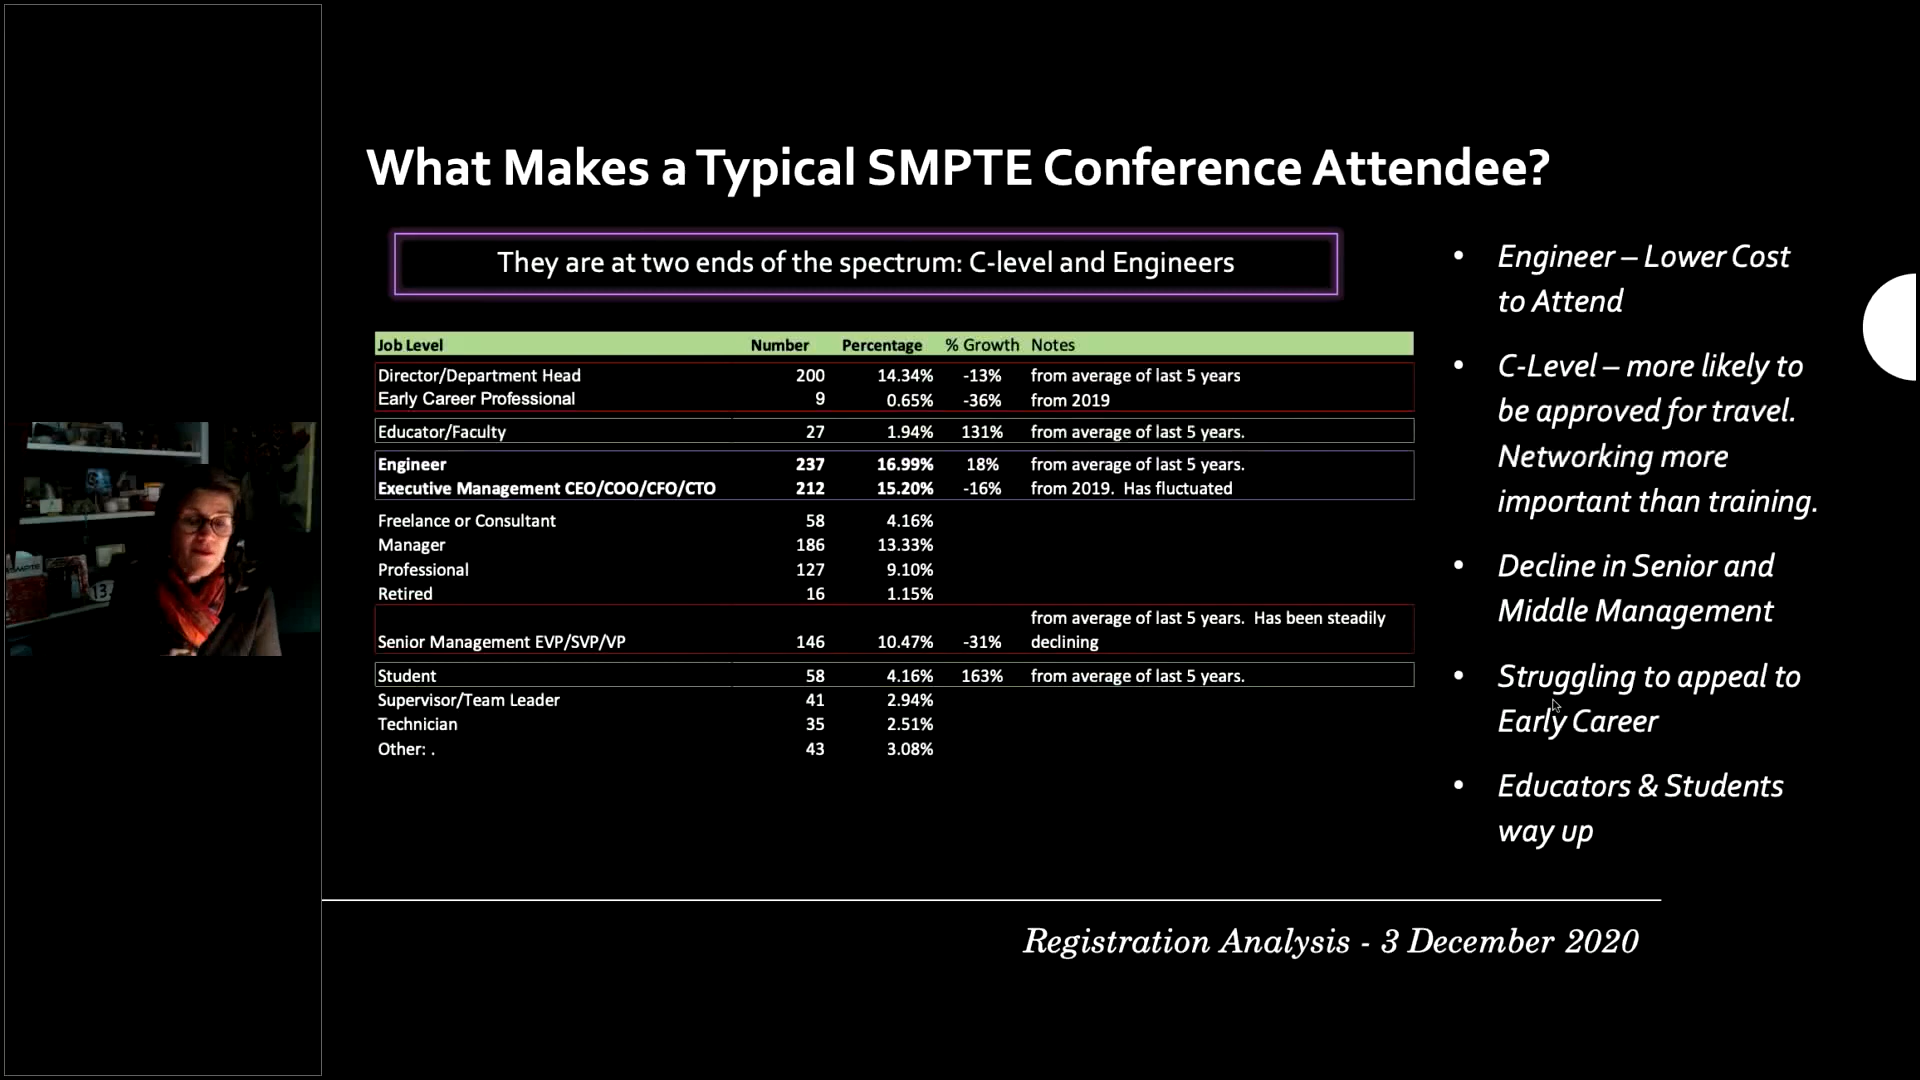 What Makes a Typical SMPTE Conference Attendee?
They are at two ends of the spectrum: C-level and Engineers
Job Level Number Percentage % Growth Notes
Director/Department Head 200 14.34% -13% from average of last 5 years
Early Career Professional 9 0.65% -36% from 2019
Educator/Faculty 27 1.94% 131% from average of last 5 years.
Engineer 237 16.99% 18% from average of last 5 years.
Executive Management CEO/COO/CFO/CTO 212 15.20% -16% from 2019. Has fluctuated
Freelance or Consultant 58 4.16%
Manager 186 13.33%
Professional 127 9.10%
Retired 16 1.15%
from average of last 5 years. Has been steadily
Senior Management EVP/SVP/VP 146 10.47% -31% declining
Student 58 4.16% 163% from average of last 5 years.
Supervisor/Team Leader 41 2.94%
Technician 35 2.51%
Other: . 43 3.08%
• Engineer – Lower Cost
to Attend
• C-Level – more likely to
be approved for travel.
Networking more
important than training.
• Decline in Senior and
Middle Management
• Struggling to appeal to
Early Career
• Educators & Students
way up
Registration Analysis - 3 December 2020
SMPTE
13